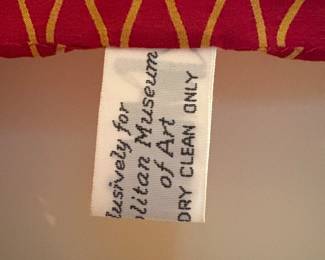 lusively for
olitan Museum
of Art
DRY CLEAN ONLY